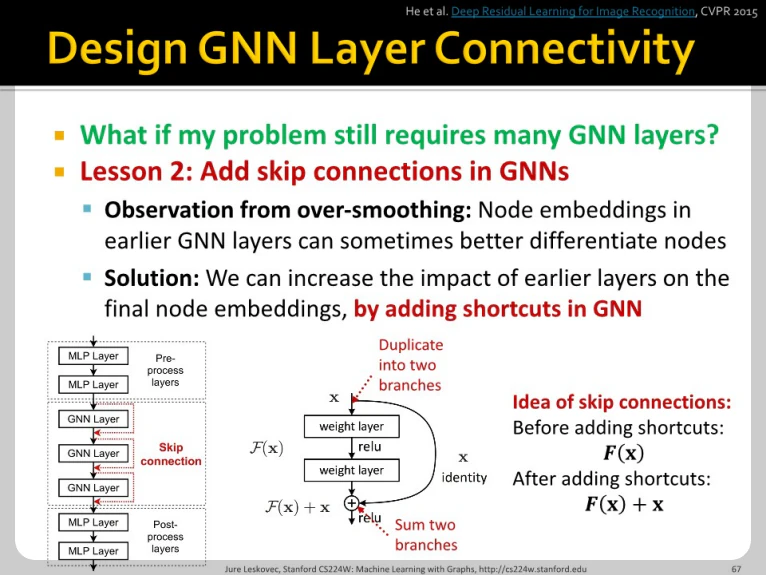 He et al. Deep Residual Learning for Image Recognition, CVPR 2015
Design GNN Layer Connectivity
What if my problem still requires many GNN layers?
Lesson 2: Add skip connections in GNNs
Observation from over-smoothing: Node embeddings in
earlier GNN layers can sometimes better differentiate nodes
Solution: We can increase the impact of earlier layers on the
final node embeddings, by adding shortcuts in GNN
MLP Layer
MLP Layer
Pre-
process
layers
GNN Layer
GNN Layer
GNN Layer
Skip
connection
MLP Layer
MLP Layer
Post-
process
layers
Duplicate
into two
branches
x
weight layer
F(x)
relu
weight layer
x
identity
F(x) + x
relu
Sum two
branches
Idea of skip connections:
Before adding shortcuts:
F(x)
After adding shortcuts:
F(x) + x
Jure Leskovec, Stanford CS224W: Machine Learning with Graphs, http://cs224w.stanford.edu
67